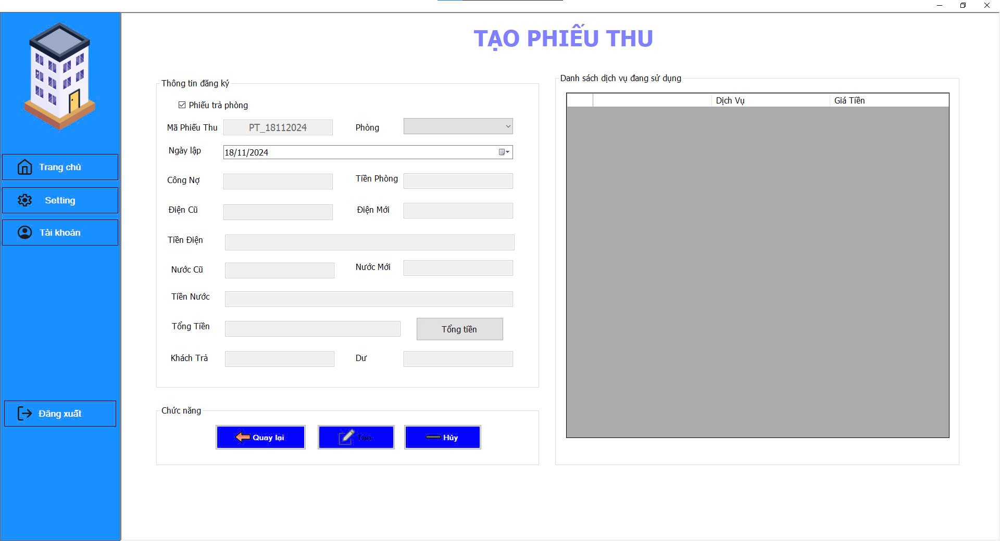 TẠO PHIẾU THU
Trang chủ
Setting
Tài khoản
Đăng xuất
Thông tin đăng ký
Phiếu trả phòng
Mã Phiếu Thu PT_18112024 Phòng
Ngày lập 18/11/2024
Công Nợ Tiền Phòng
Điện Cũ Điện Mới
Tiền Điện
Nước Cũ Nước Mới
Tiền Nước
Tổng Tiền Tổng tiền
Khách Trả Dư
Chức năng
Quay lại Tạo Hủy
Danh sách dịch vụ đang sử dụng
Dịch Vụ Giá Tiền